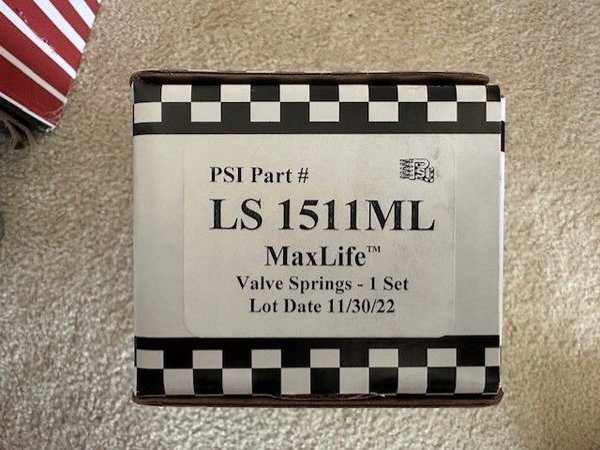 PSI Part #
LS 1511ML
MaxLife™
Valve Springs - 1 Set
Lot Date 11/30/22